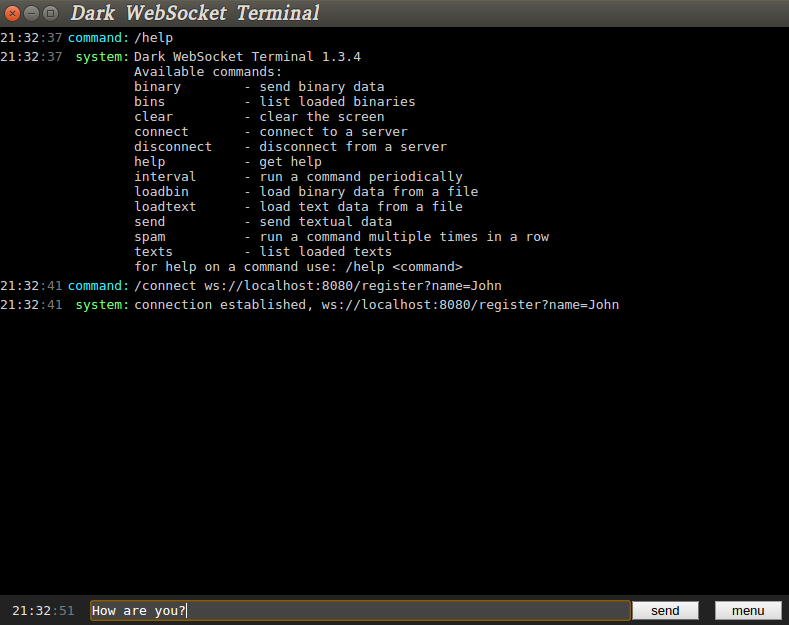 Dark WebSocket Terminal
21:32:37 command: /help
21:32:37 system: Dark WebSocket Terminal 1.3.4
Available commands:
binary - send binary data
bins - list loaded binaries
clear - clear the screen
connect - connect to a server
disconnect - disconnect from a server
help - get help
interval - run a command periodically
loadbin - load binary data from a file
loadtext - load text data from a file
send - send textual data
spam - run a command multiple times in a row
texts - list loaded texts
for help on a command use: /help <command>
21:32:41 command: /connect ws://localhost:8080/register?name=John
21:32:41 system: connection established, ws://localhost:8080/register?name=John
21:32:51 How are you? send menu